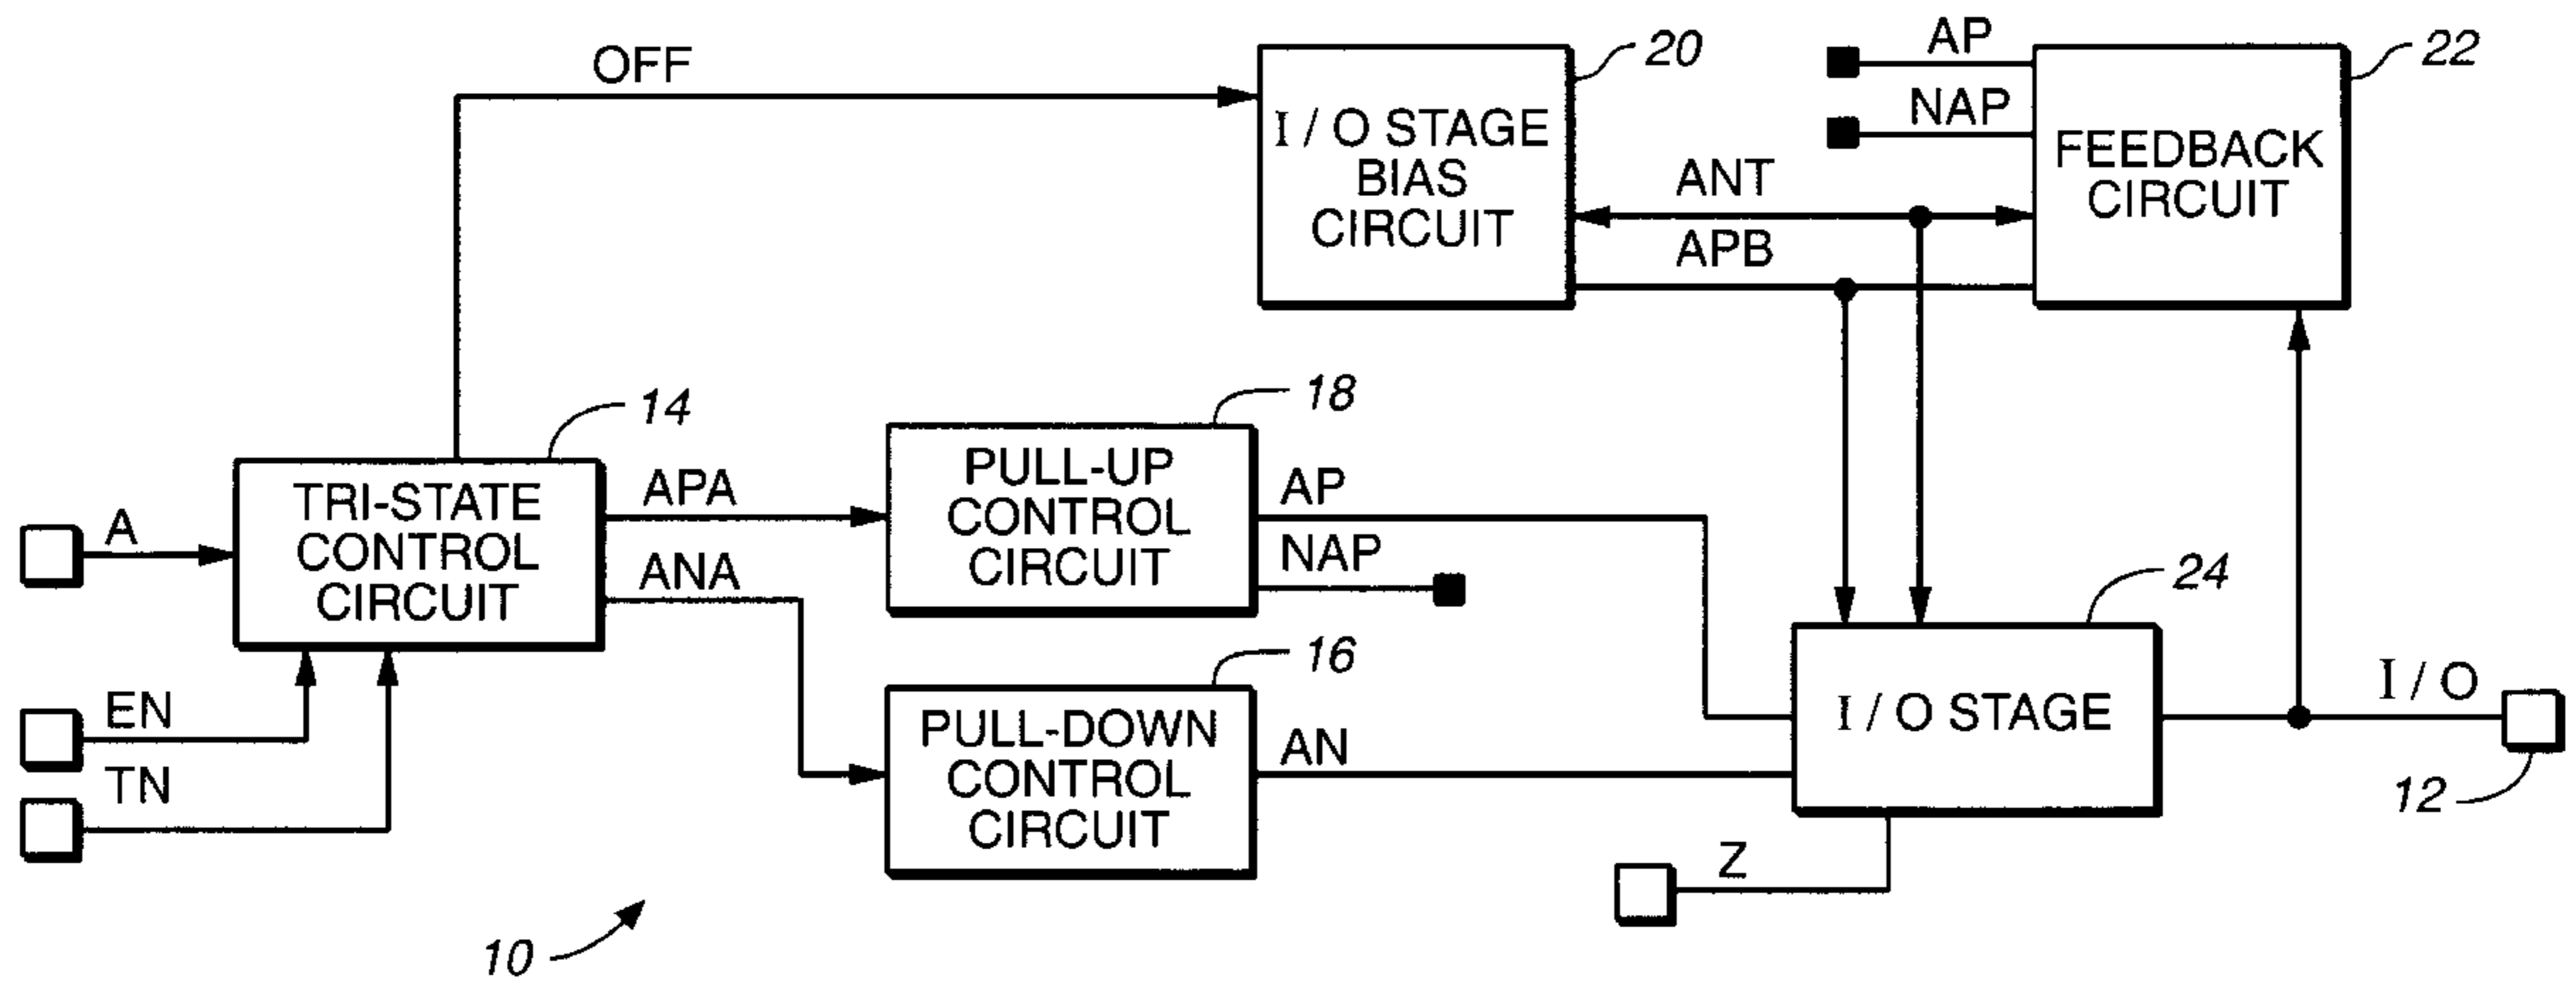 OFF
I / O STAGE
BIAS
CIRCUIT
20
AP
NAP
ANT
APB
FEEDBACK
CIRCUIT
22
A
EN
TN
TRI-STATE
CONTROL
CIRCUIT
14
APA
ANA
PULL-UP
CONTROL
CIRCUIT
18
AP
NAP
PULL-DOWN
CONTROL
CIRCUIT
16
AN
I / O STAGE
24
Z
I / O
12
10